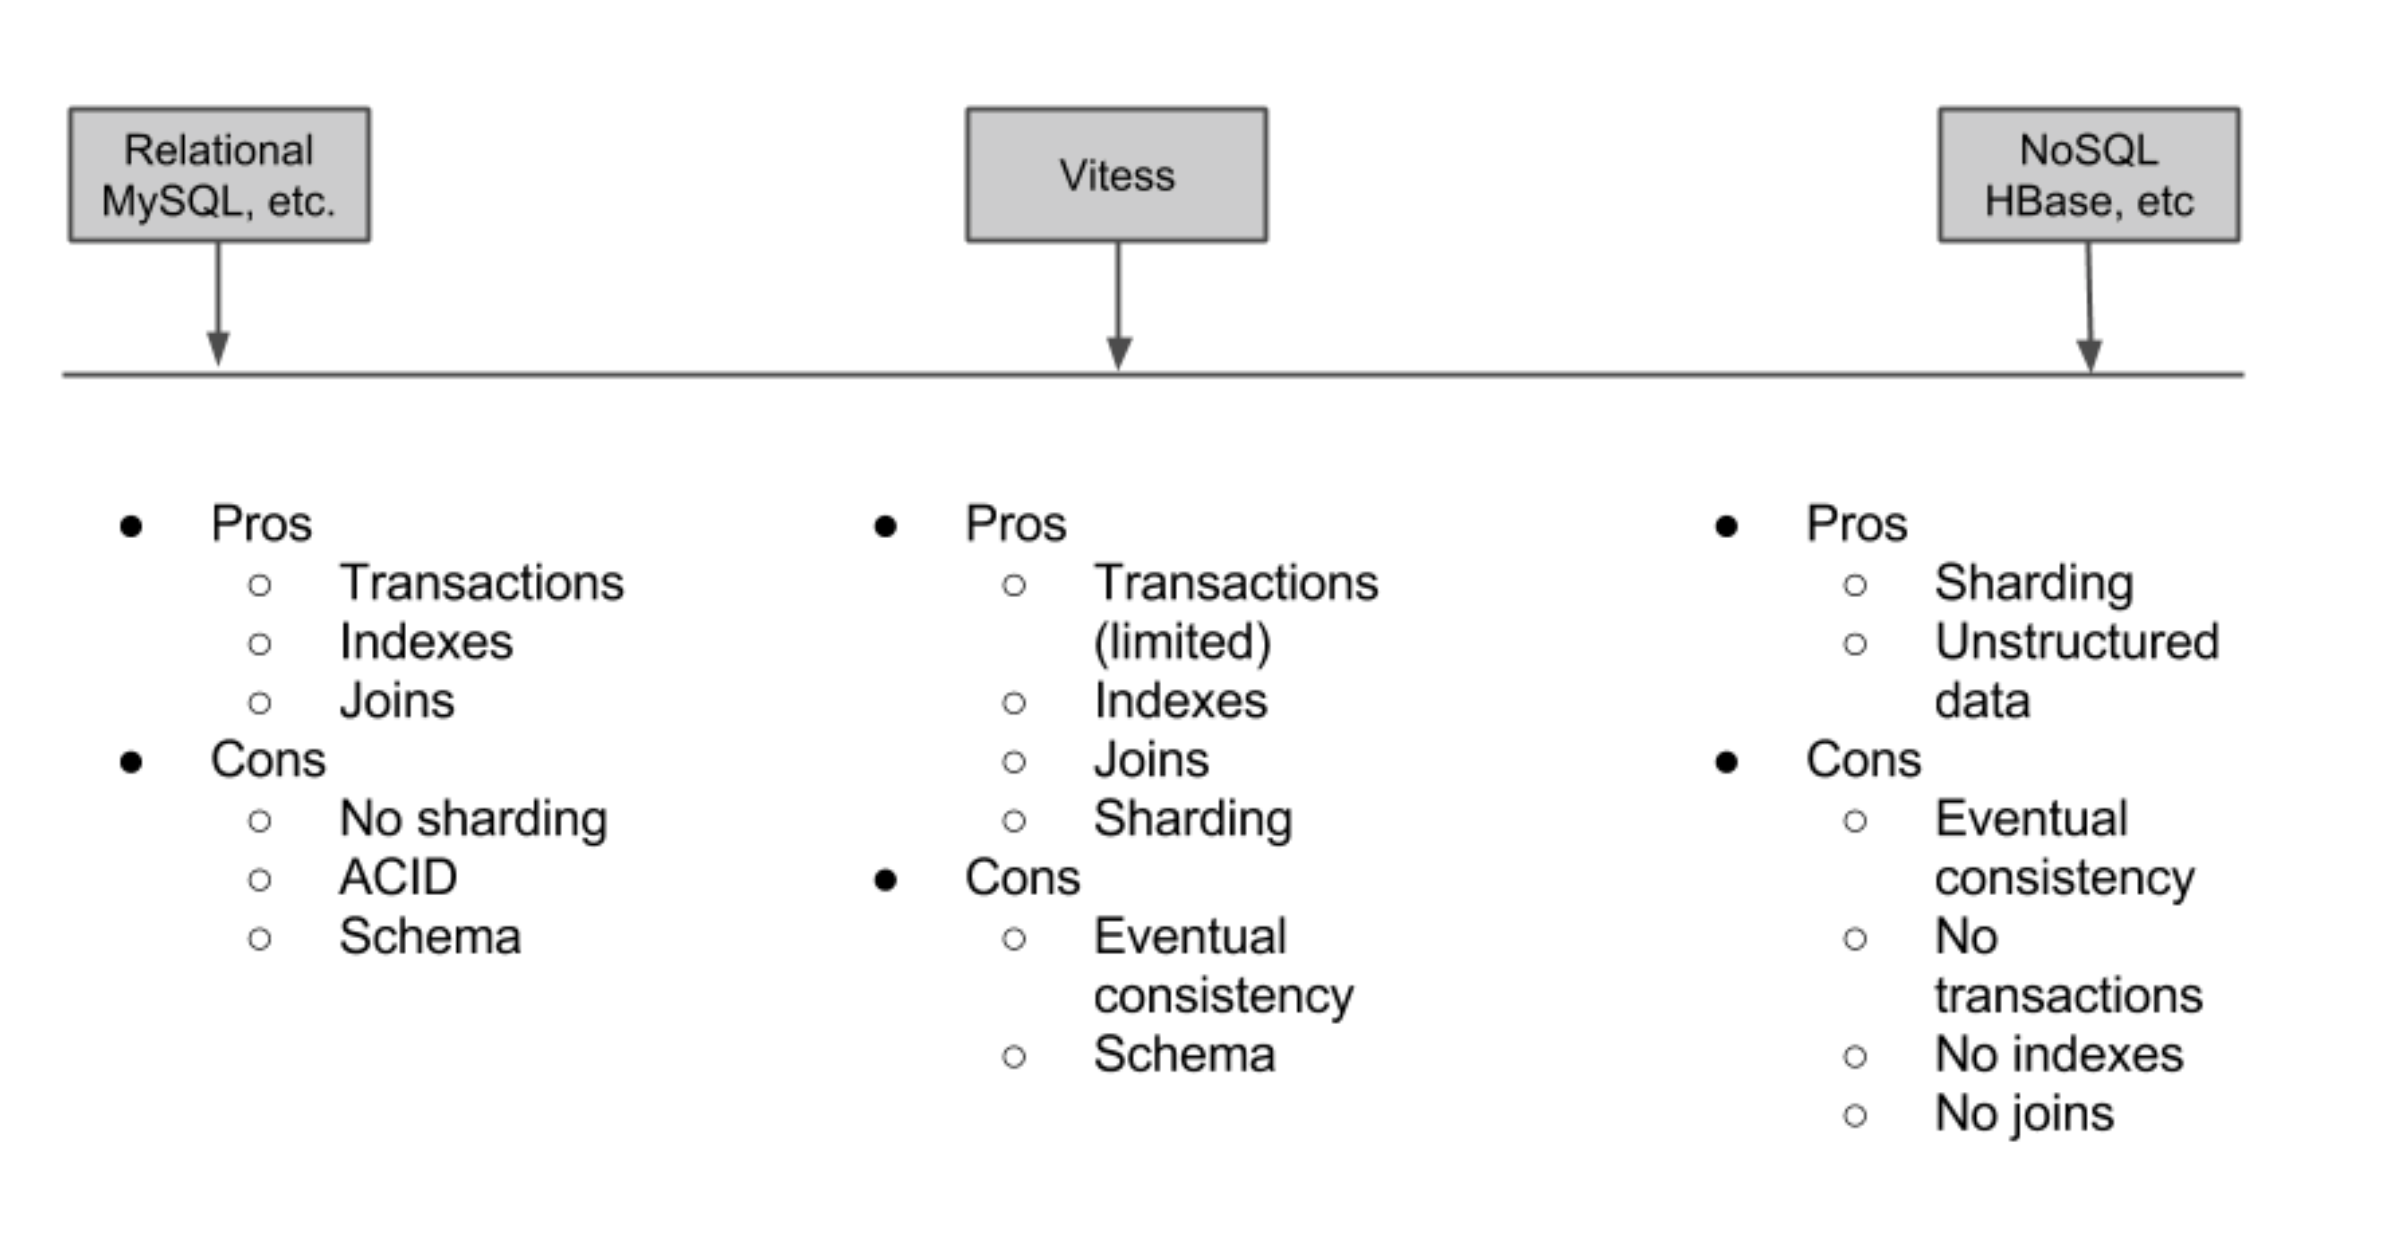 Relational
MySQL, etc.
Vitess
NoSQL
HBase, etc
Pros
Transactions
Indexes
Joins
Cons
No sharding
ACID
Schema
Pros
Transactions
(limited)
Indexes
Joins
Sharding
Cons
Eventual
consistency
Schema
Pros
Sharding
Unstructured
data
Cons
Eventual
consistency
No
transactions
No indexes
No joins